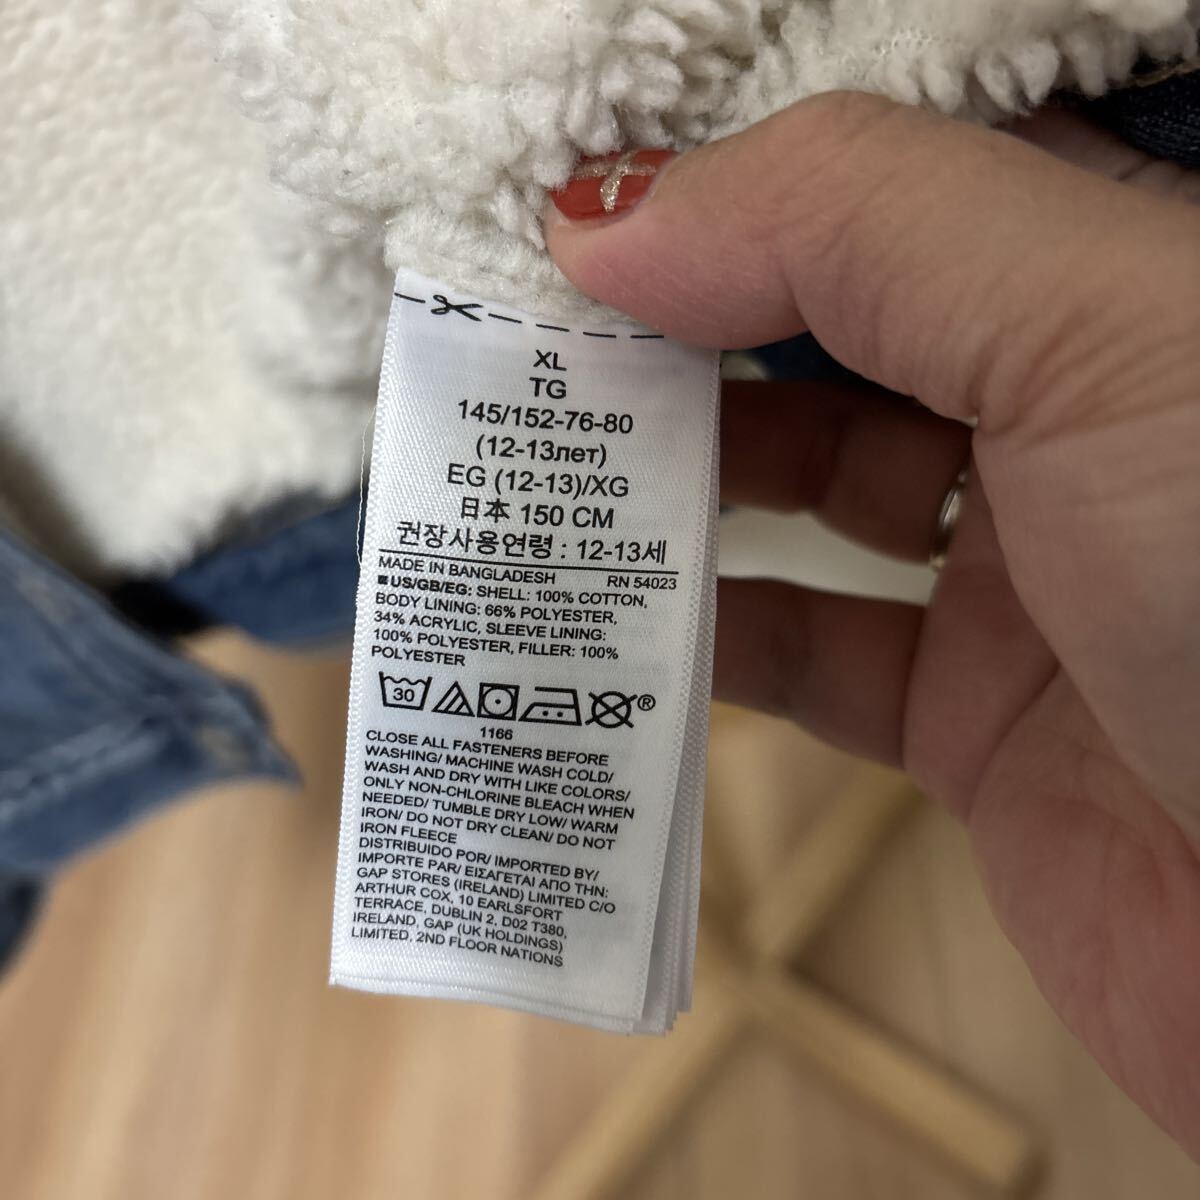 XL
TG
145/152-76-80
(12-13лет)
EG (12-13)/XG
日本 150 CM
권장사용연령 : 12-13세
MADE IN BANGLADESH RN 54023
■ US/GB/EG: SHELL: 100% COTTON,
BODY LINING: 66% POLYESTER,
34% ACRYLIC, SLEEVE LINING:
100% POLYESTER, FILLER: 100%
POLYESTER
30 ®
1166
CLOSE ALL FASTENERS BEFORE
WASHING/ MACHINE WASH COLD/
WASH AND DRY WITH LIKE COLORS/
ONLY NON-CHLORINE BLEACH WHEN
NEEDED/ TUMBLE DRY LOW/ WARM
IRON/ DO NOT DRY CLEAN/ DO NOT
IRON FLEECE
DISTRIBUIDO POR/ IMPORTED BY/
IMPORTE PAR/ ΕΙΣΑΓΕΤΑΙ ΑΠΟ ΤΗΝ:
GAP STORES (IRELAND) LIMITED C/O
ARTHUR COX, 10 EARLSFORT
TERRACE, DUBLIN 2, D02 T380,
IRELAND, GAP (UK HOLDINGS)
LIMITED, 2ND FLOOR NATIONS